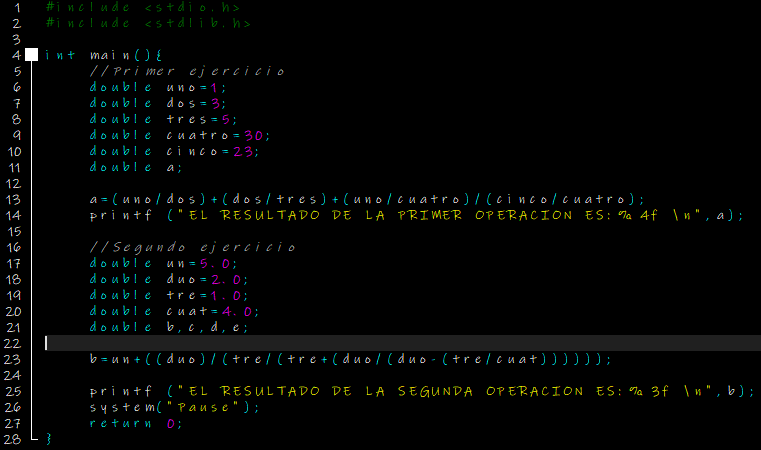 1 #include <stdio.h>
2 #include <stdlib.h>
3
4 int main(){
5 //Primer ejercicio
6 double uno=1;
7 double dos=3;
8 double tres=5;
9 double cuatro=30;
10 double cinco=23;
11 double a;
12
13 a=(uno/dos)+(dos/tres)+(uno/cuatro)/(cinco/cuatro);
14 printf ("EL RESULTADO DE LA PRIMER OPERACION ES:%4f \n",a);
15
16 //Segundo ejercicio
17 double un=5.0;
18 double duo=2.0;
19 double tre=1.0;
20 double cuat=4.0;
21 double b,c,d,e;
22
23 b=un+((duo)/(tre/(tre+(duo/(duo-(tre/cuat))))));
24
25 printf ("EL RESULTADO DE LA SEGUNDA OPERACION ES:%3f \n",b);
26 system("Pause");
27 return 0;
28 }